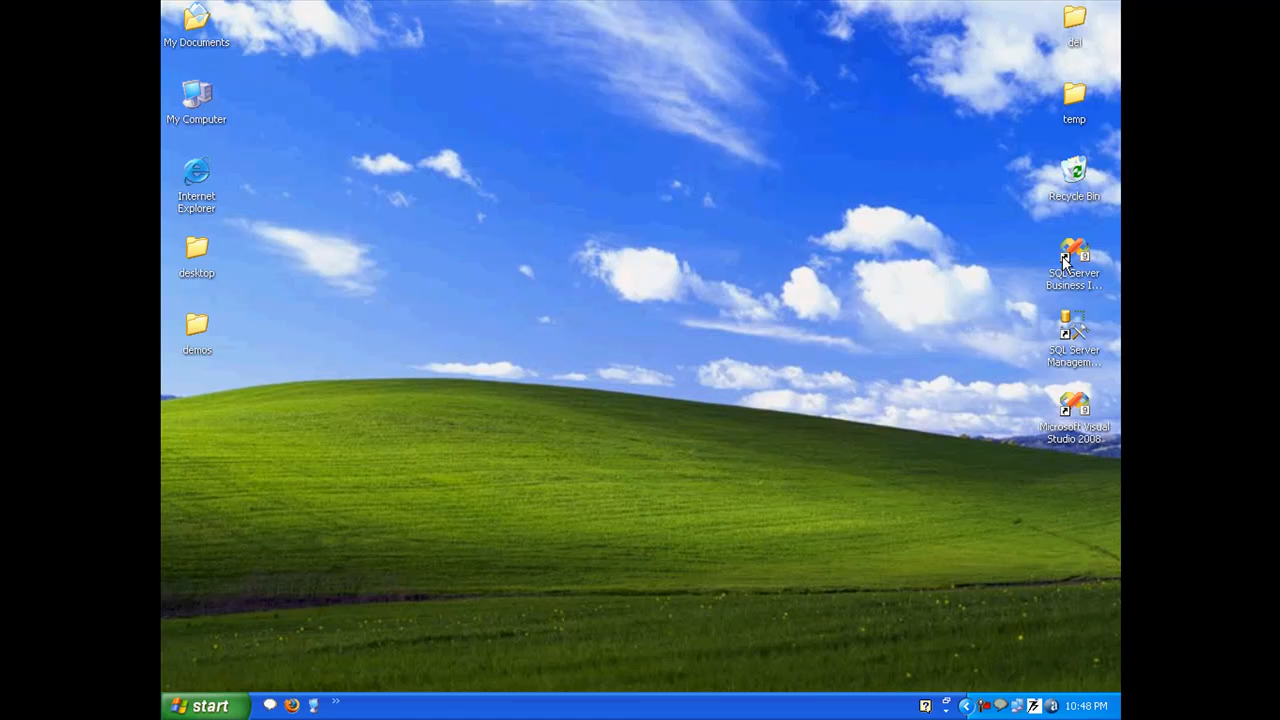 My Documents
My Computer
Internet
Explorer
desktop
demos
del
temp
Recycle Bin
SQL Server
Business I...
SQL Server
Managem...
Microsoft Visual
Studio 2008
start
10:48 PM